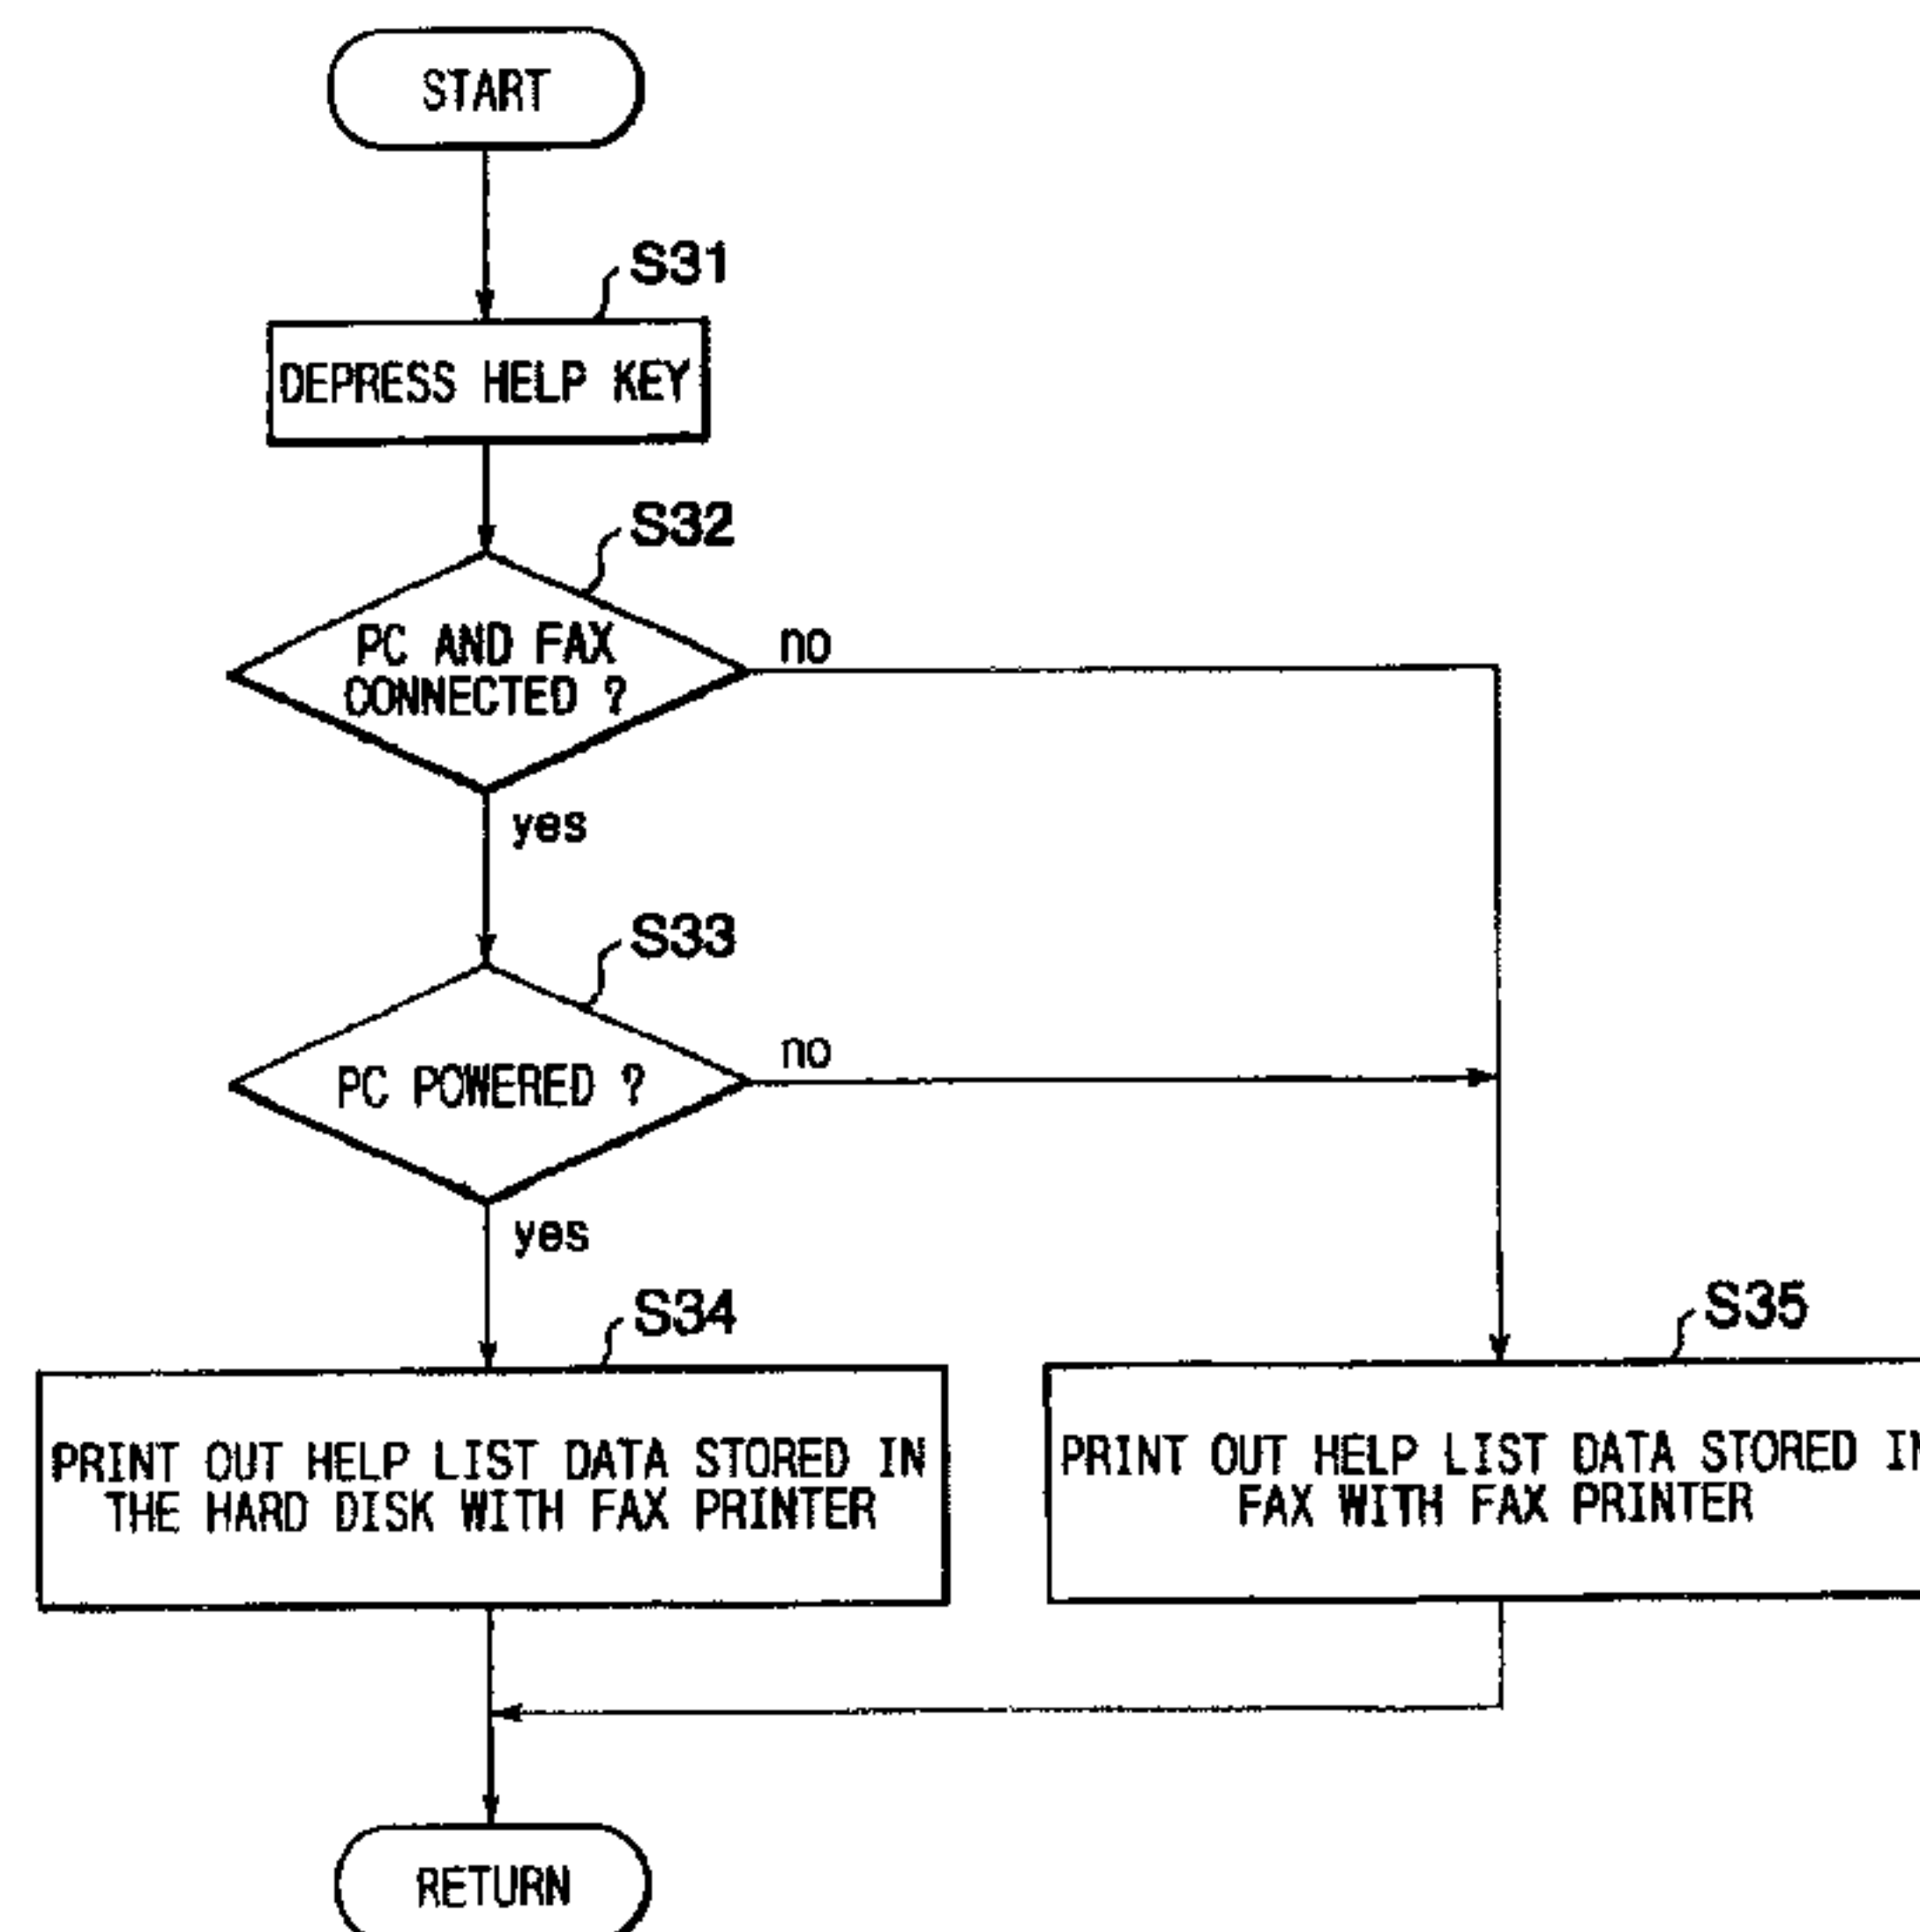 START
S31
DEPRESS HELP KEY
S32
PC AND FAX
CONNECTED ?
no
yes
S33
PC POWERED ?
no
yes
S34
PRINT OUT HELP LIST DATA STORED IN
THE HARD DISK WITH FAX PRINTER
S35
PRINT OUT HELP LIST DATA STORED IN
FAX WITH FAX PRINTER
RETURN